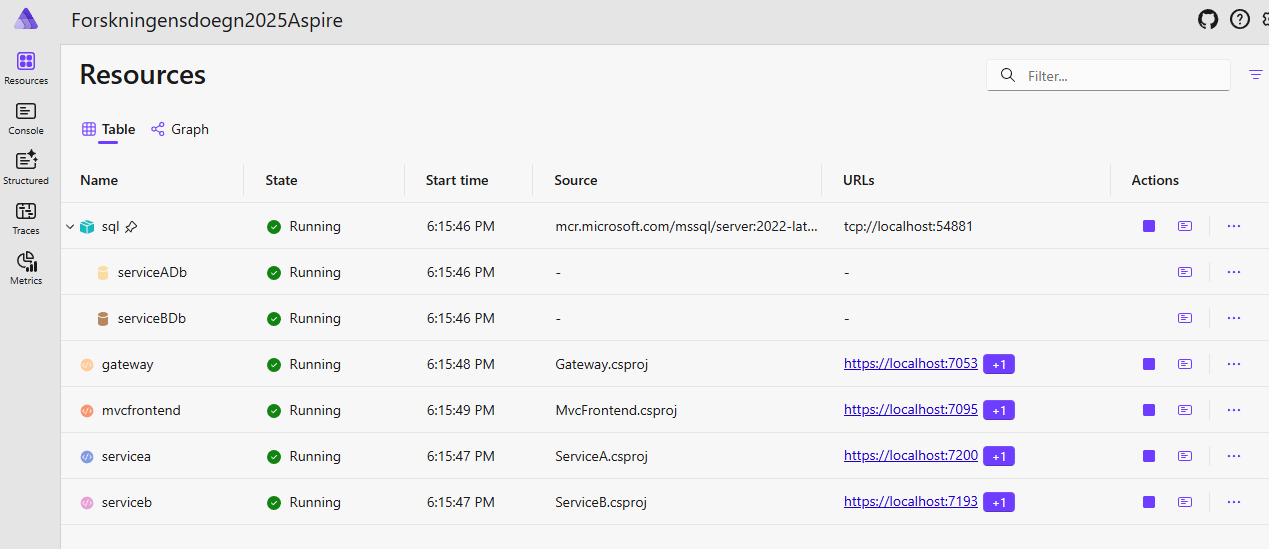 Forskningensdoegn2025Aspire
Resources
Console
Structured
Traces
Metrics
Resources
Filter...
Table Graph
Name State Start time Source URLs Actions
sql Running 6:15:46 PM mcr.microsoft.com/mssql/server:2022-lat... tcp://localhost:54881
serviceADb Running 6:15:46 PM - -
serviceBDb Running 6:15:46 PM - -
gateway Running 6:15:48 PM Gateway.csproj https://localhost:7053 +1
mvcfrontend Running 6:15:49 PM MvcFrontend.csproj https://localhost:7095 +1
servicea Running 6:15:47 PM ServiceA.csproj https://localhost:7200 +1
serviceb Running 6:15:47 PM ServiceB.csproj https://localhost:7193 +1